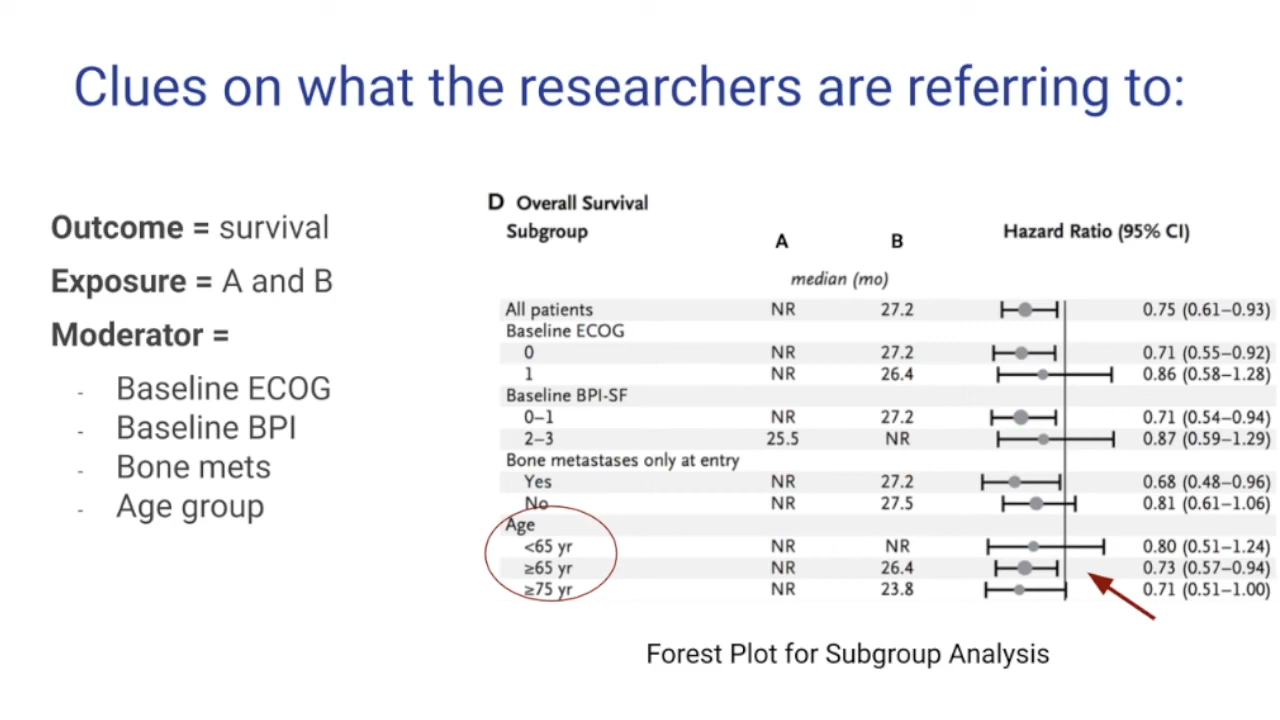 Clues on what the researchers are referring to:
Outcome = survival
Exposure = A and B
Moderator =
- Baseline ECOG
- Baseline BPI
- Bone mets
- Age group
D Overall Survival
Subgroup A B Hazard Ratio (95% CI)
median (mo)
All patients NR 27.2 0.75 (0.61–0.93)
Baseline ECOG
0 NR 27.2 0.71 (0.55–0.92)
1 NR 26.4 0.86 (0.58–1.28)
Baseline BPI-SF
0–1 NR 27.2 0.71 (0.54–0.94)
2–3 25.5 NR 0.87 (0.59–1.29)
Bone metastases only at entry
Yes NR 27.2 0.68 (0.48–0.96)
No NR 27.5 0.81 (0.61–1.06)
Age
<65 yr NR NR 0.80 (0.51–1.24)
≥65 yr NR 26.4 0.73 (0.57–0.94)
≥75 yr NR 23.8 0.71 (0.51–1.00)
Forest Plot for Subgroup Analysis